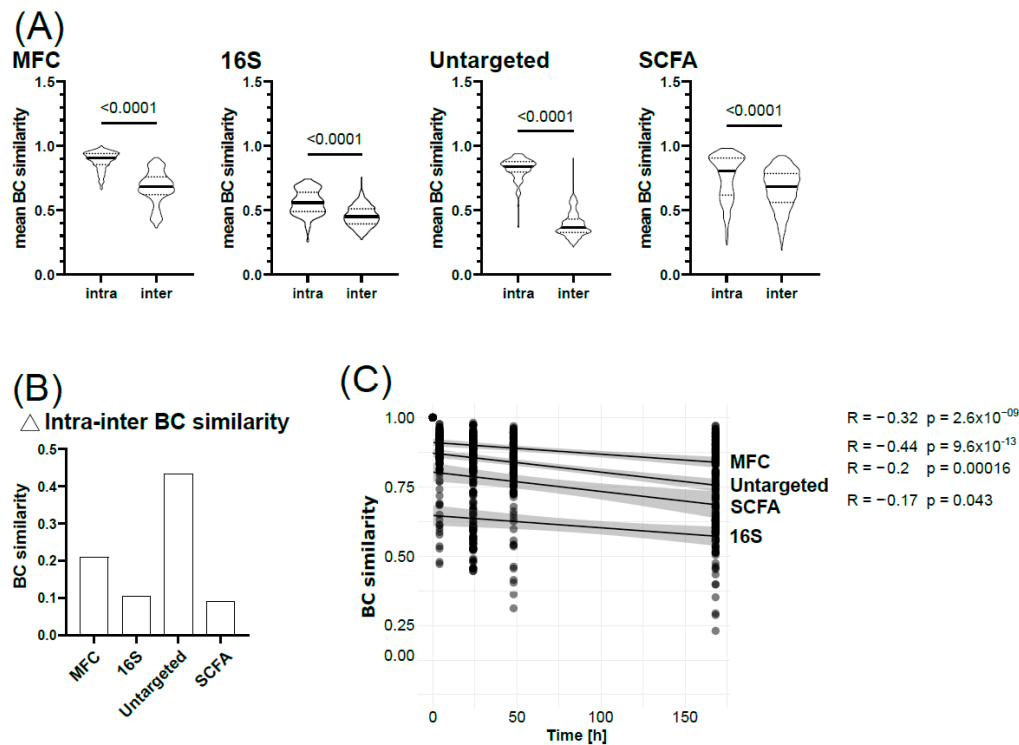 (A)
MFC
16S
Untargeted
SCFA
mean BC similarity
1.5
1.0
0.5
0.0
<0.0001
intra
inter
mean BC similarity
1.5
1.0
0.5
0.0
<0.0001
intra
inter
mean BC similarity
1.5
1.0
0.5
0.0
<0.0001
intra
inter
mean BC similarity
1.5
1.0
0.5
0.0
<0.0001
intra
inter
(B)
△ Intra-inter BC similarity
BC similarity
0.5
0.4
0.3
0.2
0.1
0.0
MFC
16S
Untargeted
SCFA
(C)
BC similarity
1.00
0.75
0.50
0.25
0.00
MFC
Untargeted
SCFA
16S
0
50
100
150
Time [h]
R = −0.32 p = 2.6x10⁻⁰⁹
R = −0.44 p = 9.6x10⁻¹³
R = −0.2 p = 0.00016
R = −0.17 p = 0.043